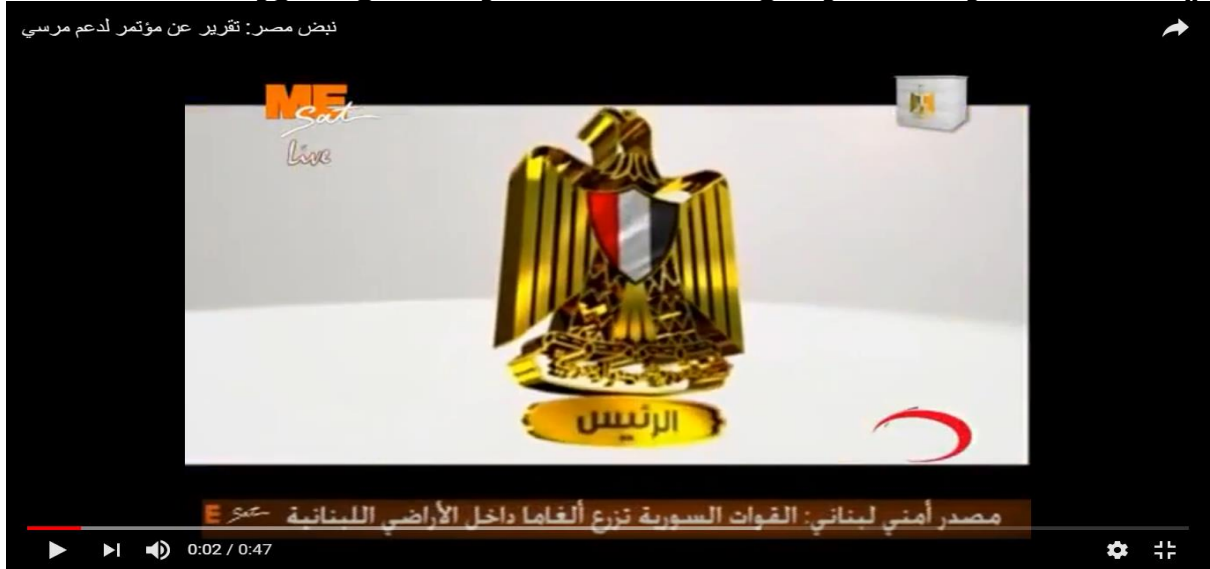 نبض مصر: تقرير عن مؤتمر لدعم مرسي
ME
Sat
Live
الرئيس
مصدر أمني لبناني: القوات السورية تزرع ألغاما داخل الأراضي اللبنانية
E Sat
0:02 / 0:47